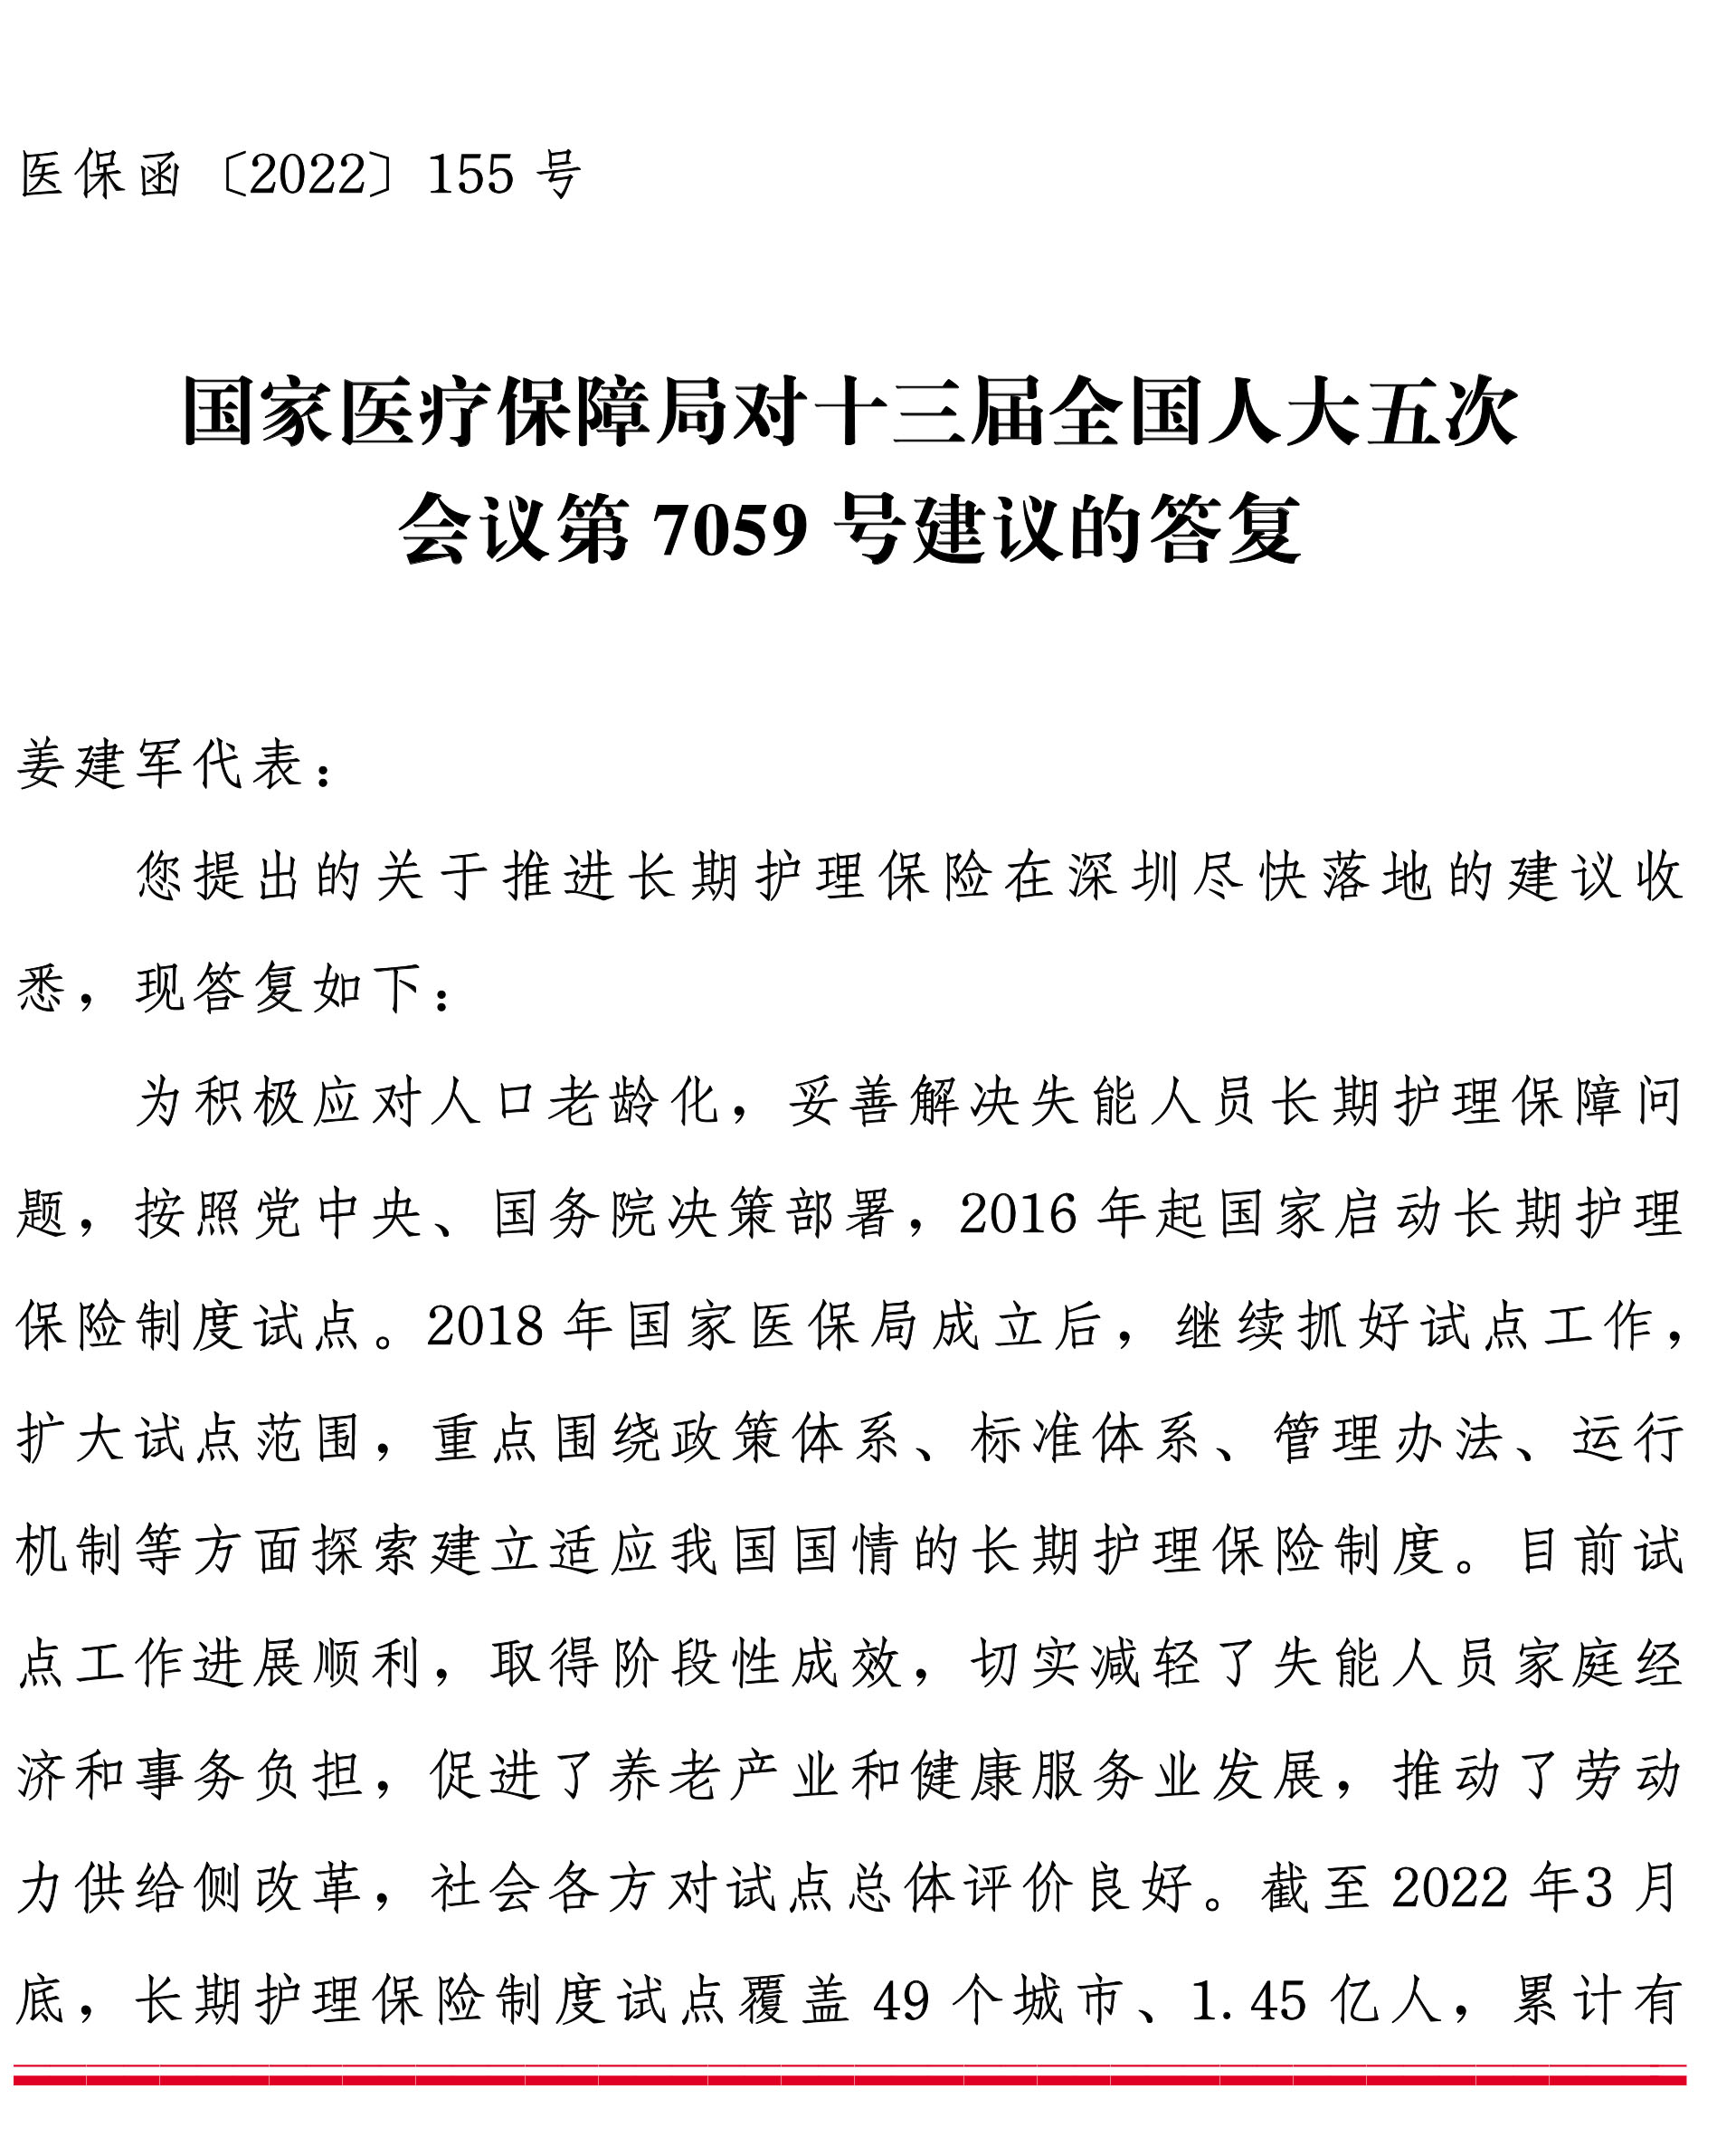 医保函〔2022〕155 号
国家医疗保障局对十三届全国人大五次
会议第 7059 号建议的答复
姜建军代表：
您提出的关于推进长期护理保险在深圳尽快落地的建议收
悉，现答复如下：
为积极应对人口老龄化，妥善解决失能人员长期护理保障问
题，按照党中央、国务院决策部署，2016 年起国家启动长期护理
保险制度试点。2018 年国家医保局成立后，继续抓好试点工作，
扩大试点范围，重点围绕政策体系、标准体系、管理办法、运行
机制等方面探索建立适应我国国情的长期护理保险制度。目前试
点工作进展顺利，取得阶段性成效，切实减轻了失能人员家庭经
济和事务负担，促进了养老产业和健康服务业发展，推动了劳动
力供给侧改革，社会各方对试点总体评价良好。截至 2022 年3 月
底，长期护理保险制度试点覆盖 49 个城市、1.45 亿人，累计有